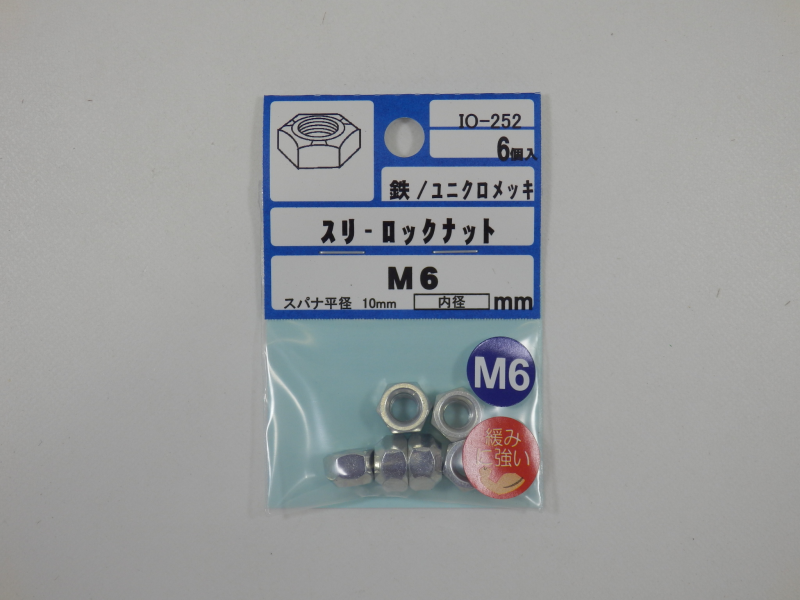 IO-252
6個入
鉄/ユニクロメッキ
スリ-ロックナット
M6
スパナ平径 10mm 内径 mm
M6
緩み
に強い